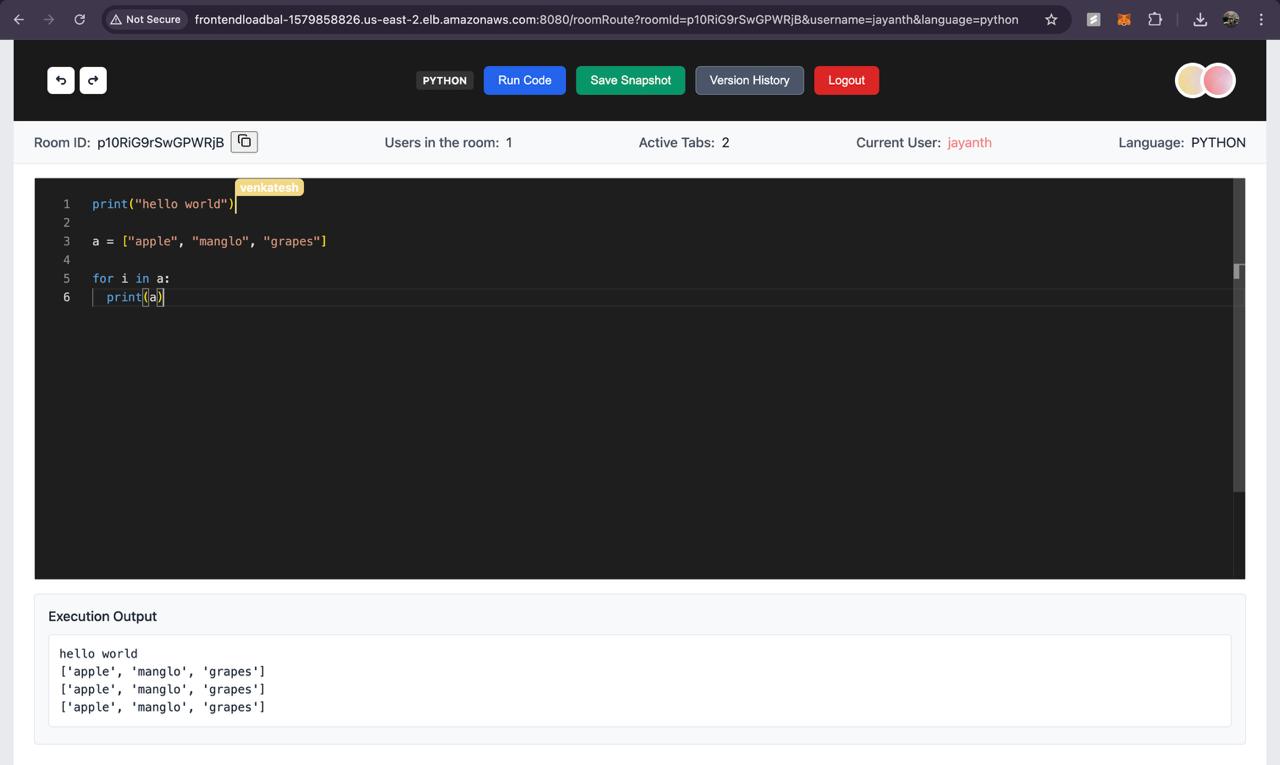 Not Secure
frontendloadbal-1579858826.us-east-2.elb.amazonaws.com:8080/roomRoute?roomId=p10RiG9rSwGPWRjB&username=jayanth&language=python
PYTHON Run Code Save Snapshot Version History Logout
Room ID: p10RiG9rSwGPWRjB Users in the room: 1 Active Tabs: 2 Current User: jayanth Language: PYTHON
venkatesh
1 print("hello world")
2
3 a = ["apple", "manglo", "grapes"]
4
5 for i in a:
6 print(a)
Execution Output
hello world
['apple', 'manglo', 'grapes']
['apple', 'manglo', 'grapes']
['apple', 'manglo', 'grapes']